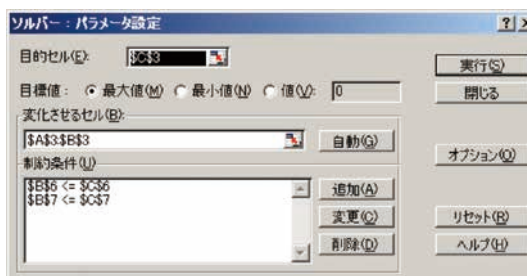 ソルバー：パラメータ設定
目的セル(E): $C$3
目標値： 最大値(M) 最小値(N) 値(V): 0
変化させるセル(B):
$A$3:$B$3
自動(G)
制約条件(U)
$B$6 <= $C$6
$B$7 <= $C$7
追加(A)
変更(C)
削除(D)
実行(S)
閉じる
オプション(O)
リセット(R)
ヘルプ(H)